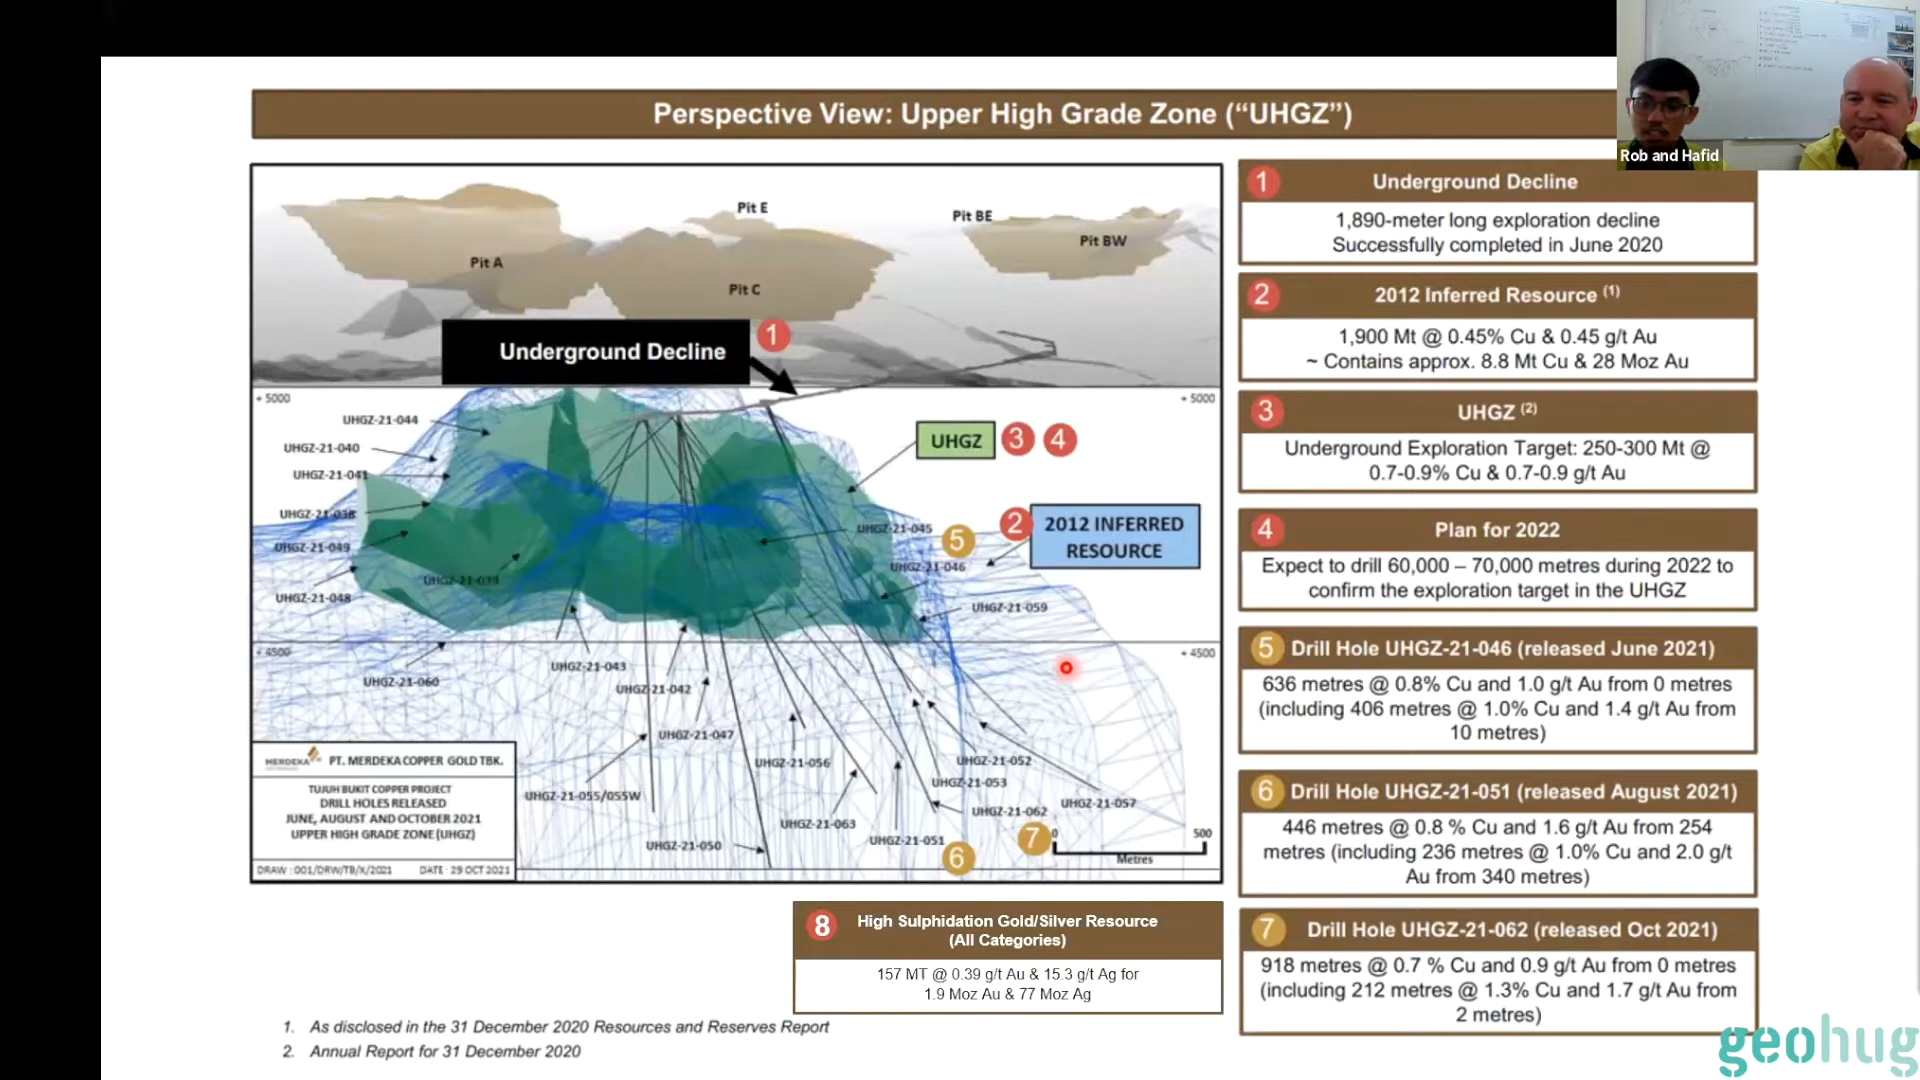 Perspective View: Upper High Grade Zone (“UHGZ”)
Rob and Hafid
Pit A
Pit E
Pit C
Pit BE
Pit BW
Underground Decline
1
+ 5000
+ 5000
UHGZ-21-044
UHGZ-21-040
UHGZ-21-041
UHGZ-21-038
UHGZ-21-049
UHGZ-21-039
UHGZ-21-048
UHGZ
3
4
2
2012 INFERRED
RESOURCE
UHGZ-21-045
5
UHGZ-21-046
UHGZ-21-059
+ 4500
+ 4500
UHGZ-21-060
UHGZ-21-043
UHGZ-21-042
UHGZ-21-047
UHGZ-21-056
UHGZ-21-055/055W
UHGZ-21-063
UHGZ-21-050
UHGZ-21-052
UHGZ-21-053
UHGZ-21-062
UHGZ-21-057
UHGZ-21-051
6
7
0
500
Metres
MERDEKA
PT. MERDEKA COPPER GOLD TBK.
TUJUH BUKIT COPPER PROJECT
DRILL HOLES RELEASED
JUNE, AUGUST AND OCTOBER 2021
UPPER HIGH GRADE ZONE (UHGZ)
DRAW : 001/DRW/TB/X/2021
DATE : 29 OCT 2021
1 Underground Decline
1,890-meter long exploration decline
Successfully completed in June 2020
2 2012 Inferred Resource (1)
1,900 Mt @ 0.45% Cu & 0.45 g/t Au
~ Contains approx. 8.8 Mt Cu & 28 Moz Au
3 UHGZ (2)
Underground Exploration Target: 250-300 Mt @
0.7-0.9% Cu & 0.7-0.9 g/t Au
4 Plan for 2022
Expect to drill 60,000 – 70,000 metres during 2022 to
confirm the exploration target in the UHGZ
5 Drill Hole UHGZ-21-046 (released June 2021)
636 metres @ 0.8% Cu and 1.0 g/t Au from 0 metres
(including 406 metres @ 1.0% Cu and 1.4 g/t Au from
10 metres)
6 Drill Hole UHGZ-21-051 (released August 2021)
446 metres @ 0.8 % Cu and 1.6 g/t Au from 254
metres (including 236 metres @ 1.0% Cu and 2.0 g/t
Au from 340 metres)
7 Drill Hole UHGZ-21-062 (released Oct 2021)
918 metres @ 0.7 % Cu and 0.9 g/t Au from 0 metres
(including 212 metres @ 1.3% Cu and 1.7 g/t Au from
2 metres)
8 High Sulphidation Gold/Silver Resource
(All Categories)
157 MT @ 0.39 g/t Au & 15.3 g/t Ag for
1.9 Moz Au & 77 Moz Ag
1. As disclosed in the 31 December 2020 Resources and Reserves Report
2. Annual Report for 31 December 2020
geohug